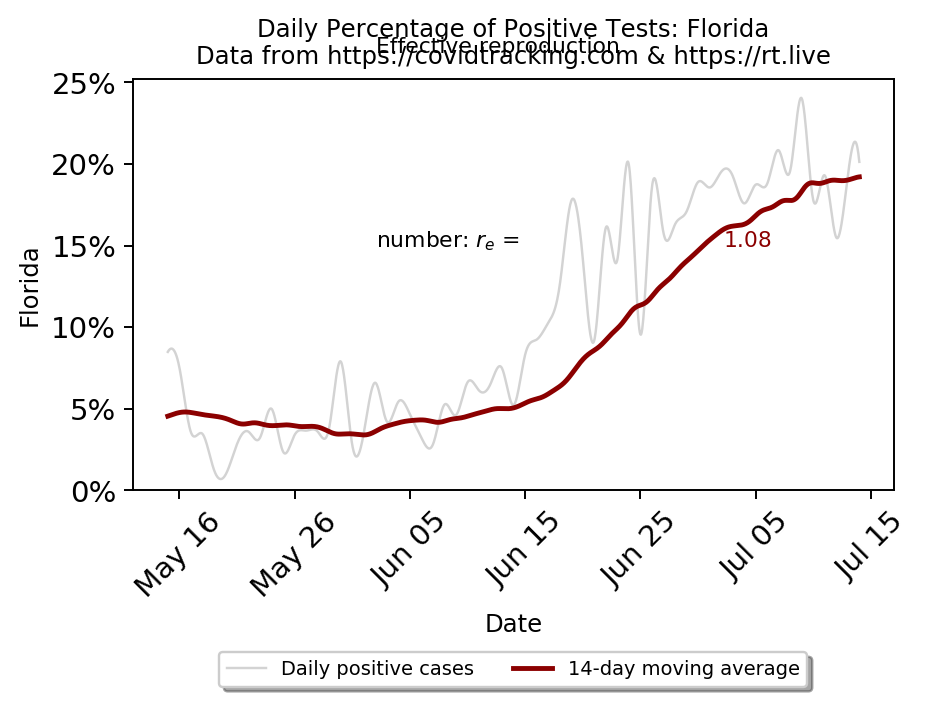 Daily Percentage of Positive Tests: Florida
Effective reproduction
Data from https://covidtracking.com & https://rt.live
25%
20%
15%
10%
5%
0%
Florida
number: rₑ =
1.08
May 16
May 26
Jun 05
Jun 15
Jun 25
Jul 05
Jul 15
Date
Daily positive cases
14-day moving average